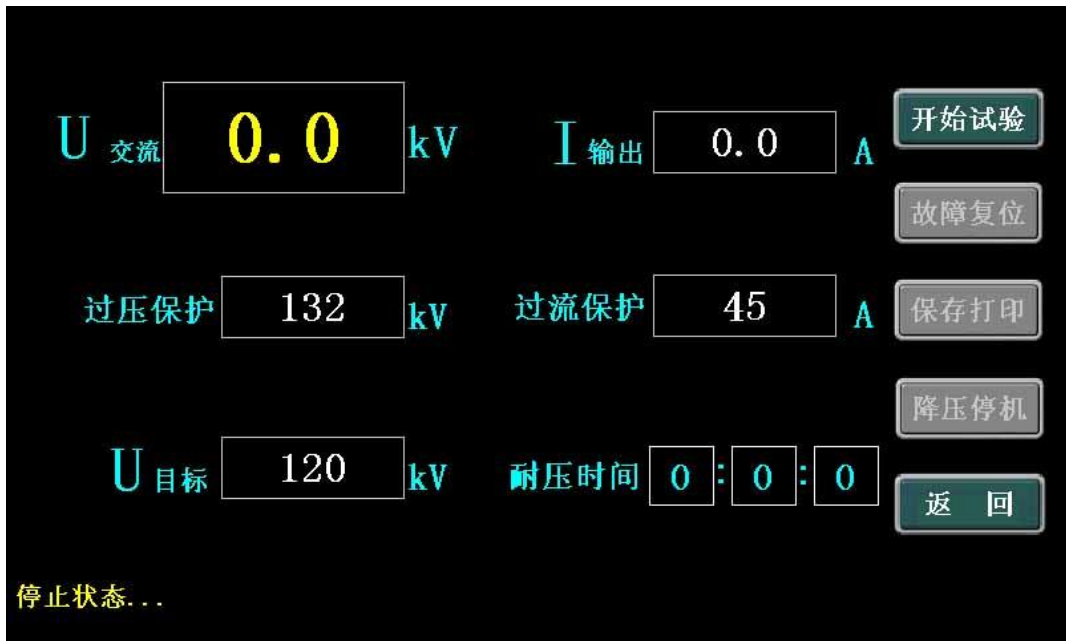 U 交流 0.0 kV I 输出 0.0 A 开始试验
故障复位
过压保护 132 kV 过流保护 45 A 保存打印
降压停机
U 目标 120 kV 耐压时间 0:0:0 返 回
停止状态...